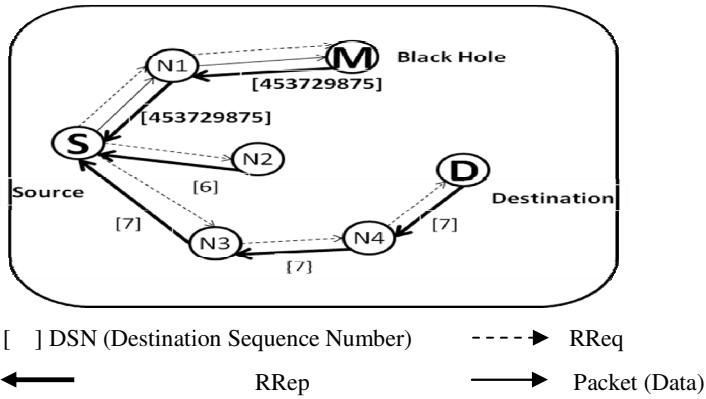 N1
M
Black Hole
[453729875]
[453729875]
S
N2
D
Source
[6]
Destination
[7]
[7]
N3
N4
[7]
[ ] DSN (Destination Sequence Number)
RReq
RRep
Packet (Data)